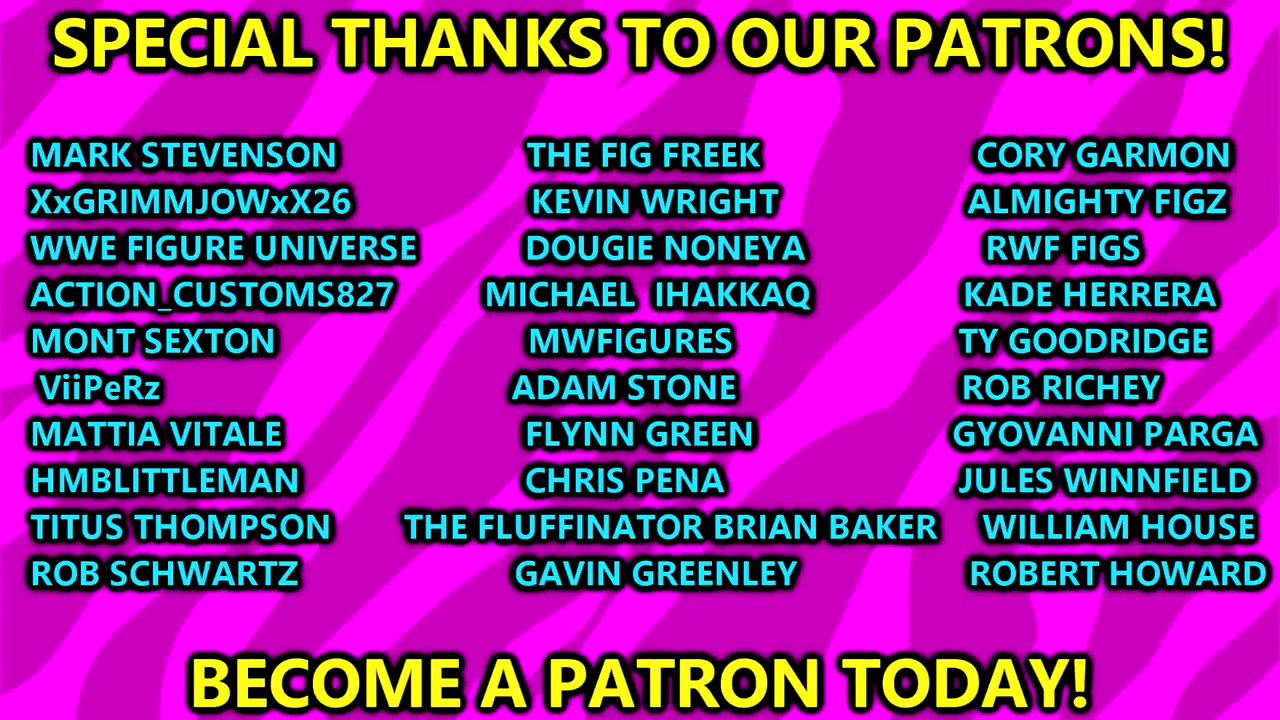 SPECIAL THANKS TO OUR PATRONS!
MARK STEVENSON THE FIG FREEK CORY GARMON
XxGRIMMJOWxX26 KEVIN WRIGHT ALMIGHTY FIGZ
WWE FIGURE UNIVERSE DOUGIE NONEYA RWF FIGS
ACTION_CUSTOMS827 MICHAEL IHAKKAQ KADE HERRERA
MONT SEXTON MWFIGURES TY GOODRIDGE
ViiPeRz ADAM STONE ROB RICHEY
MATTIA VITALE FLYNN GREEN GYOVANNI PARGA
HMBLITTLEMAN CHRIS PENA JULES WINNFIELD
TITUS THOMPSON THE FLUFFINATOR BRIAN BAKER WILLIAM HOUSE
ROB SCHWARTZ GAVIN GREENLEY ROBERT HOWARD
BECOME A PATRON TODAY!